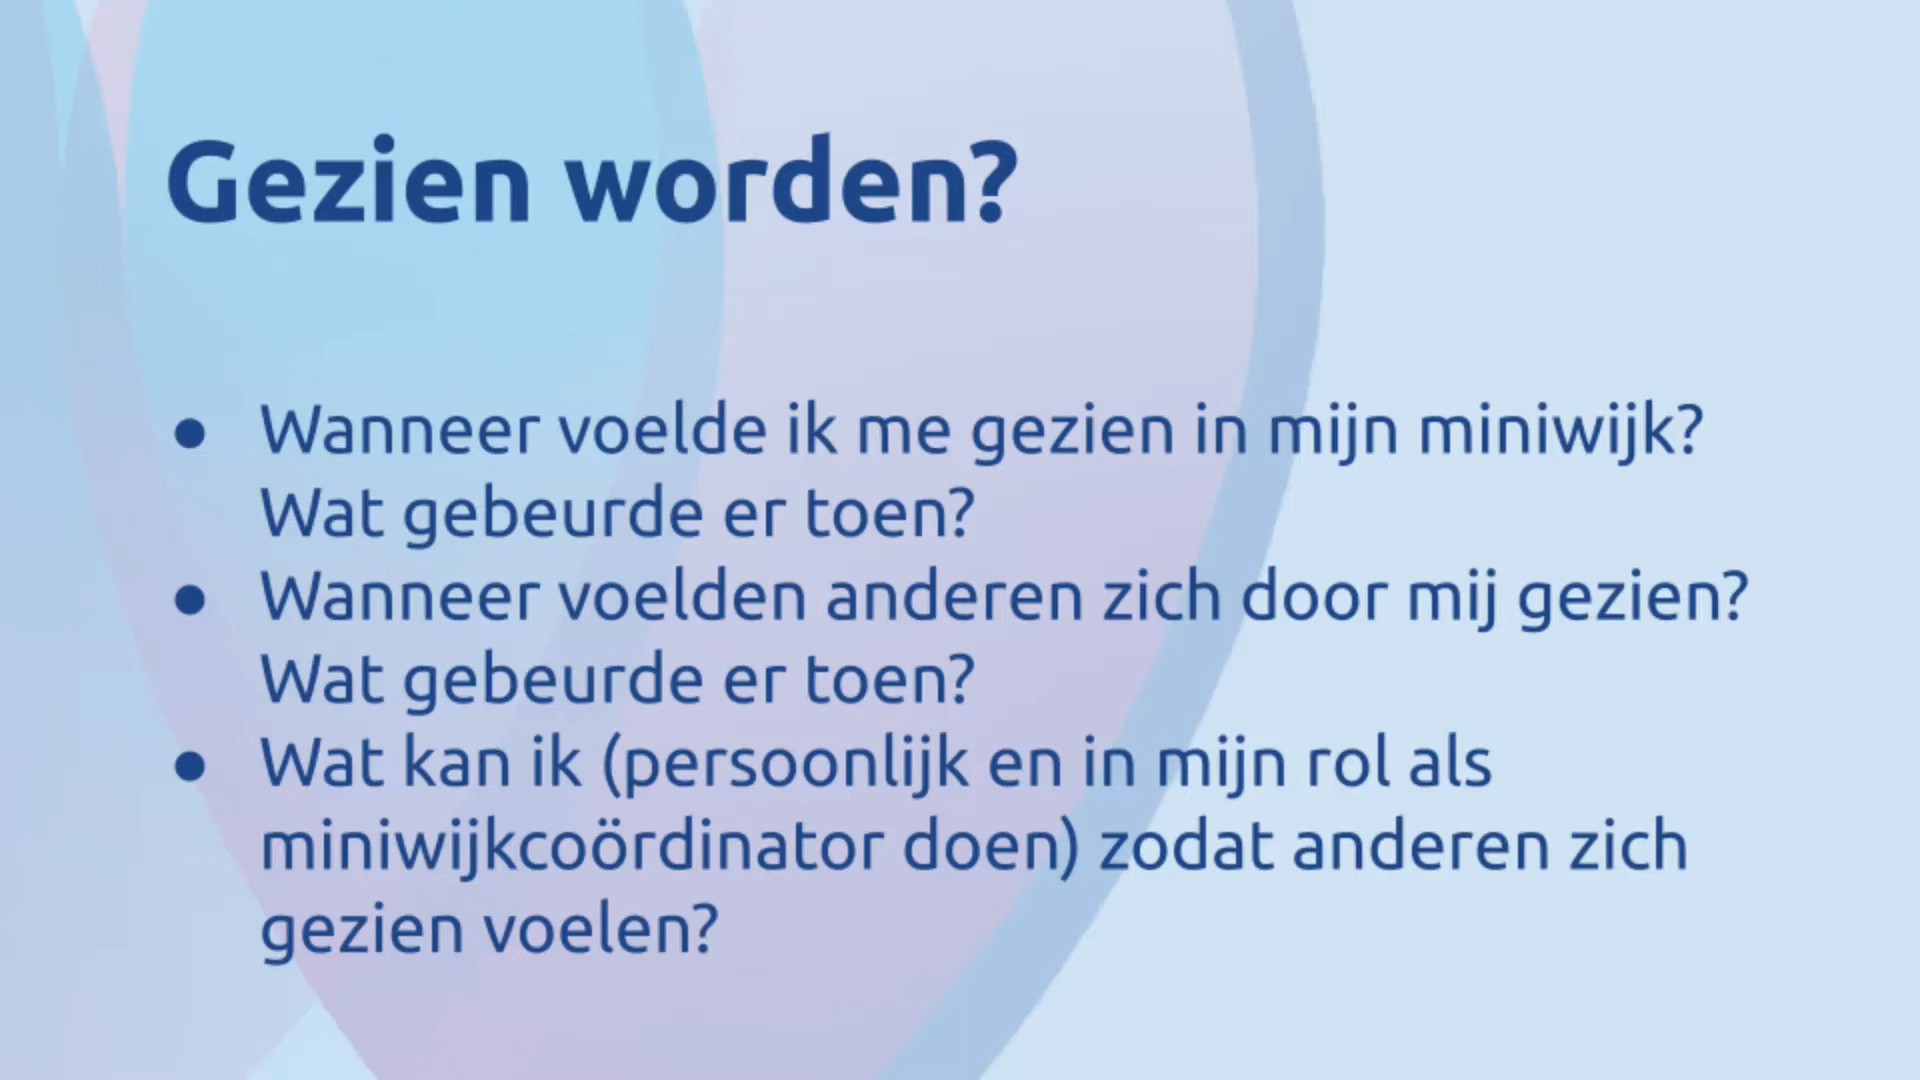 Gezien worden?
● Wanneer voelde ik me gezien in mijn miniwijk?
Wat gebeurde er toen?
● Wanneer voelden anderen zich door mij gezien?
Wat gebeurde er toen?
● Wat kan ik (persoonlijk en in mijn rol als
miniwijkcoördinator doen) zodat anderen zich
gezien voelen?